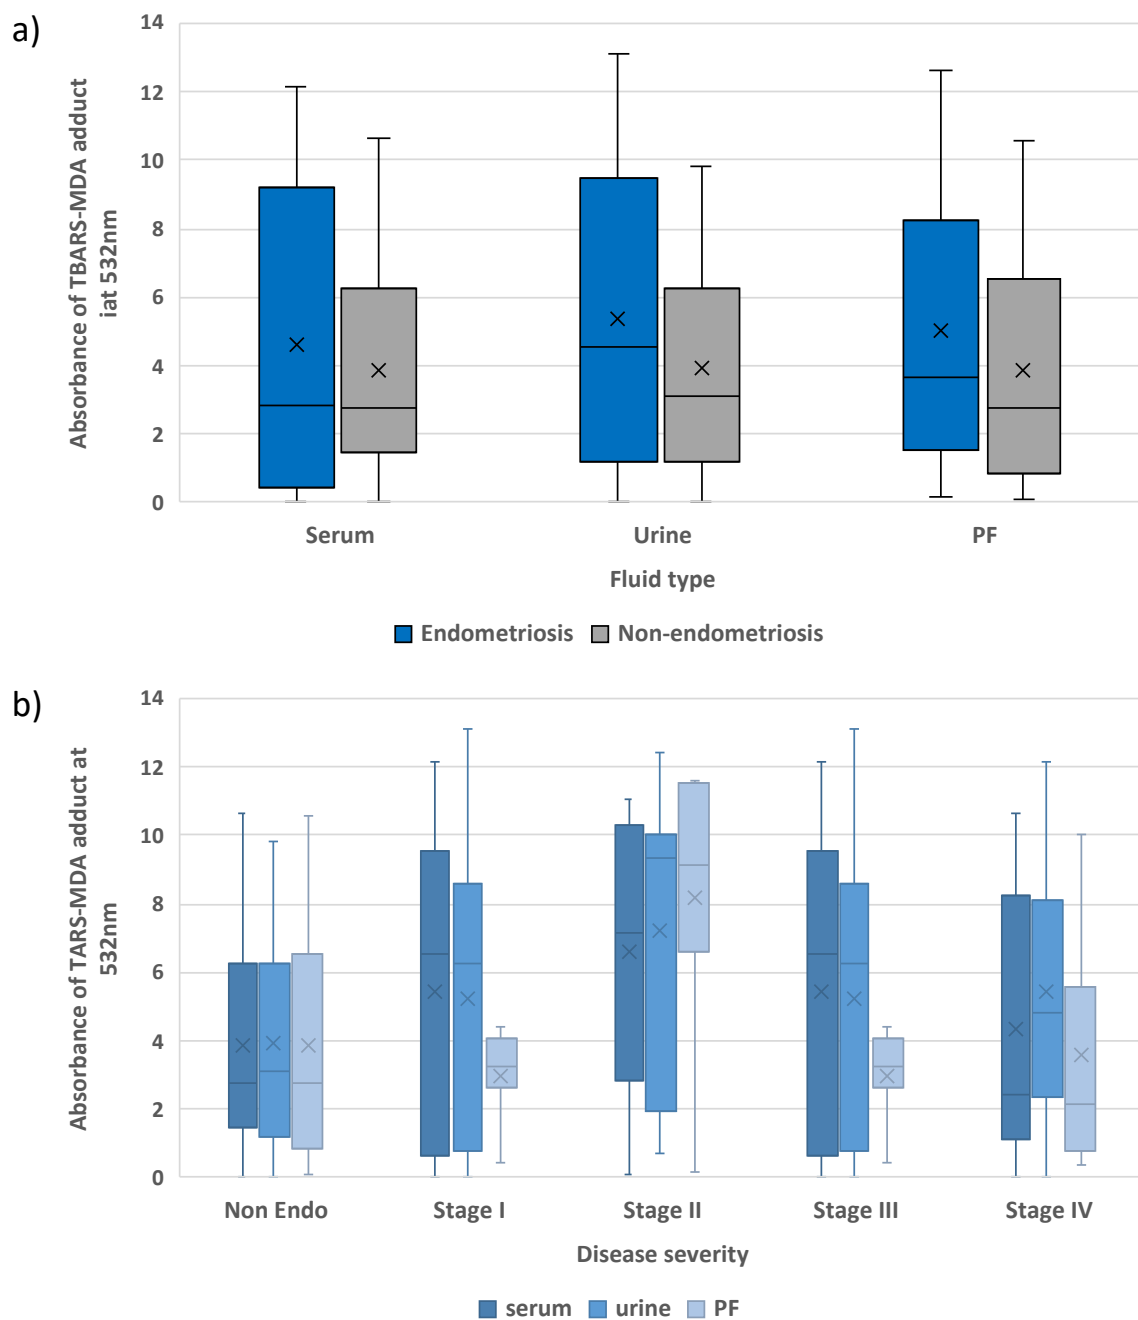 a)
Absorbance of TBARS-MDA adduct
iat 532nm
14
12
10
8
6
4
2
0
Serum Urine PF
Fluid type
Endometriosis Non-endometriosis
b)
Absorbance of TARS-MDA adduct at
532nm
14
12
10
8
6
4
2
0
Non Endo Stage I Stage II Stage III Stage IV
Disease severity
serum urine PF